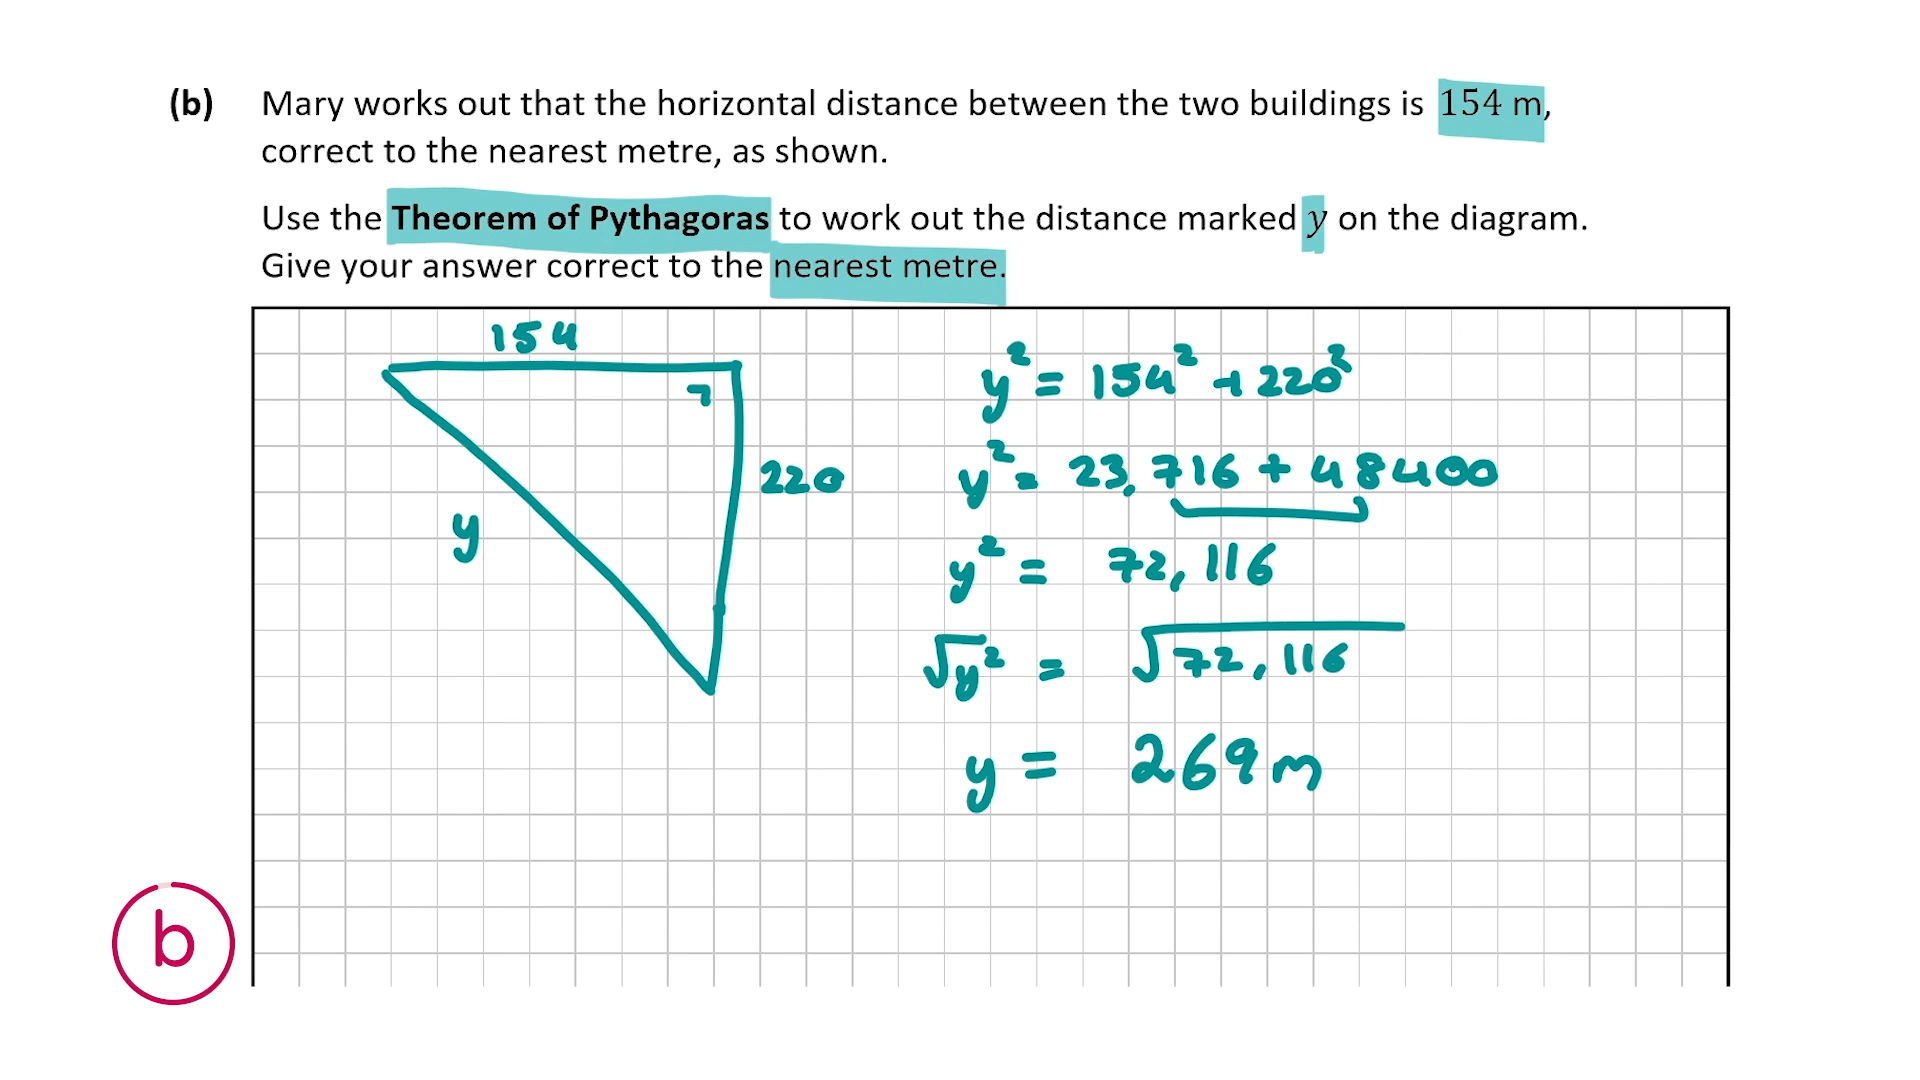 (b) Mary works out that the horizontal distance between the two buildings is 154 m,
correct to the nearest metre, as shown.
Use the Theorem of Pythagoras to work out the distance marked y on the diagram.
Give your answer correct to the nearest metre.
154
220
y
y² = 154² + 220²
y² = 23,716 + 48400
y² = 72,116
√y² = √72,116
y = 269m
b